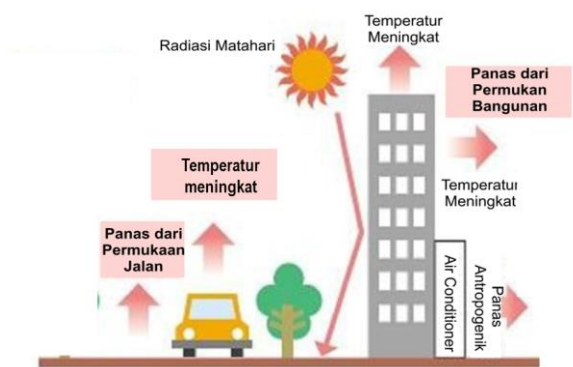 Temperatur
Meningkat
Radiasi Matahari
Panas dari
Permukan
Bangunan
Temperatur
meningkat
Temperatur
Meningkat
Panas dari
Permukaan
Jalan
Air Conditioner
Panas
Antropogenik